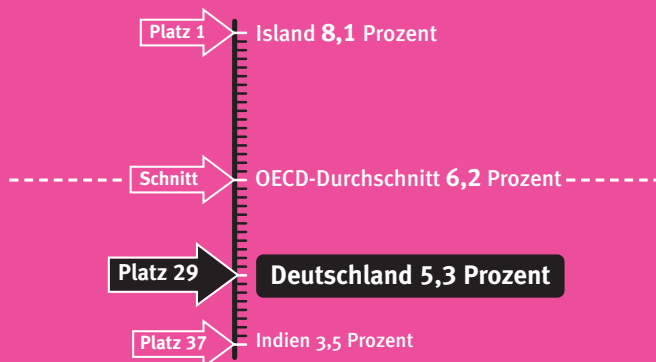 Platz 1 Island 8,1 Prozent
Schnitt OECD-Durchschnitt 6,2 Prozent
Platz 29 Deutschland 5,3 Prozent
Platz 37 Indien 3,5 Prozent